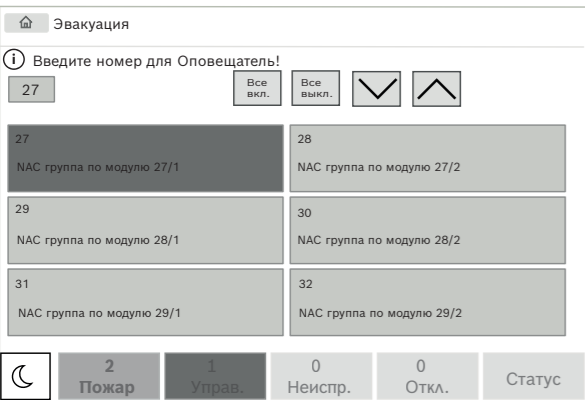 Эвакуация
i Введите номер для Оповещатель!
27
Все
вкл.
Все
выкл.
27
NAC группа по модулю 27/1
28
NAC группа по модулю 27/2
29
NAC группа по модулю 28/1
30
NAC группа по модулю 28/2
31
NAC группа по модулю 29/1
32
NAC группа по модулю 29/2
2
Пожар
1
Управ.
0
Неиспр.
0
Откл.
Статус